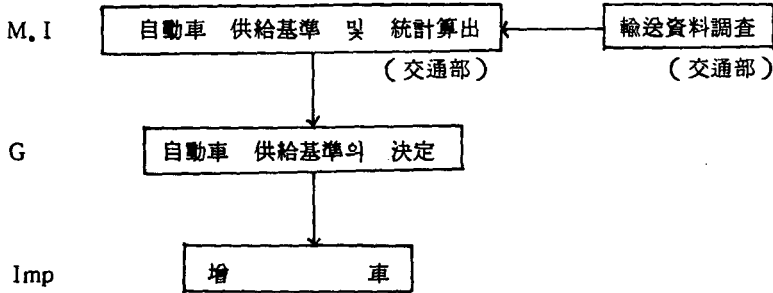 M. I 自動車 供給基準 및 統計算出 輸送資料調査
(交通部) (交通部)
G 自動車 供給基準의 決定
Imp 增 車